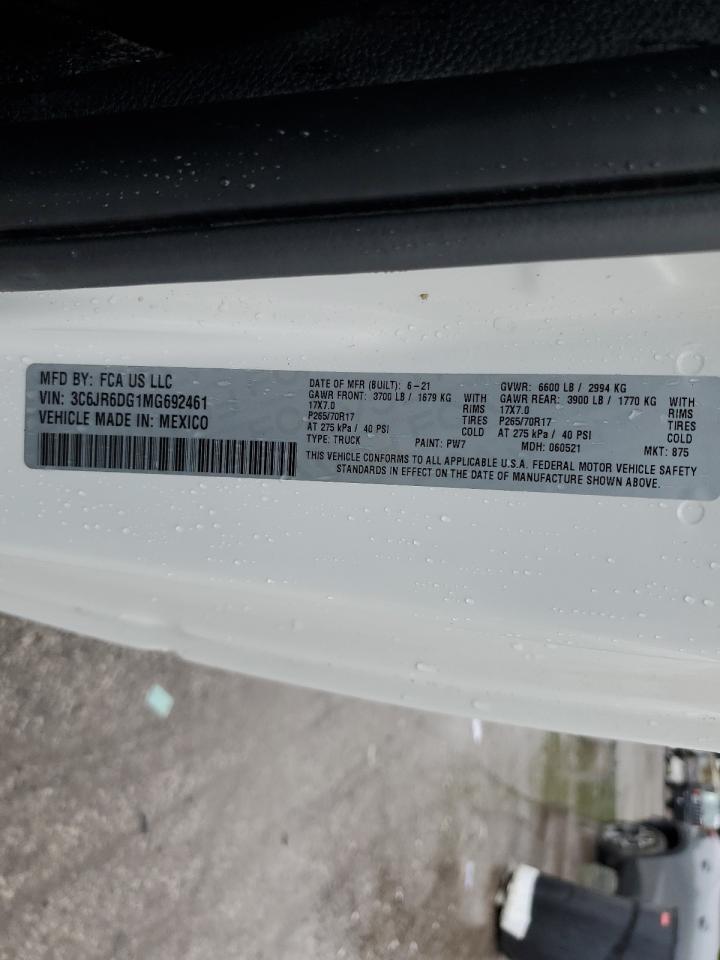 MFD BY: FCA US LLC
VIN: 3C6JR6DG1MG692461
VEHICLE MADE IN: MEXICO
DATE OF MFR (BUILT): 6-21
GAWR FRONT: 3700 LB / 1679 KG WITH
17X7.0 RIMS
P265/70R17 TIRES
AT 275 kPa / 40 PSI COLD
TYPE: TRUCK PAINT: PW7
GVWR: 6600 LB / 2994 KG
GAWR REAR: 3900 LB / 1770 KG WITH
17X7.0 RIMS
P265/70R17 TIRES
AT 275 kPa / 40 PSI COLD
MDH: 060521 MKT: 875
THIS VEHICLE CONFORMS TO ALL APPLICABLE U.S.A. FEDERAL MOTOR VEHICLE SAFETY
STANDARDS IN EFFECT ON THE DATE OF MANUFACTURE SHOWN ABOVE.